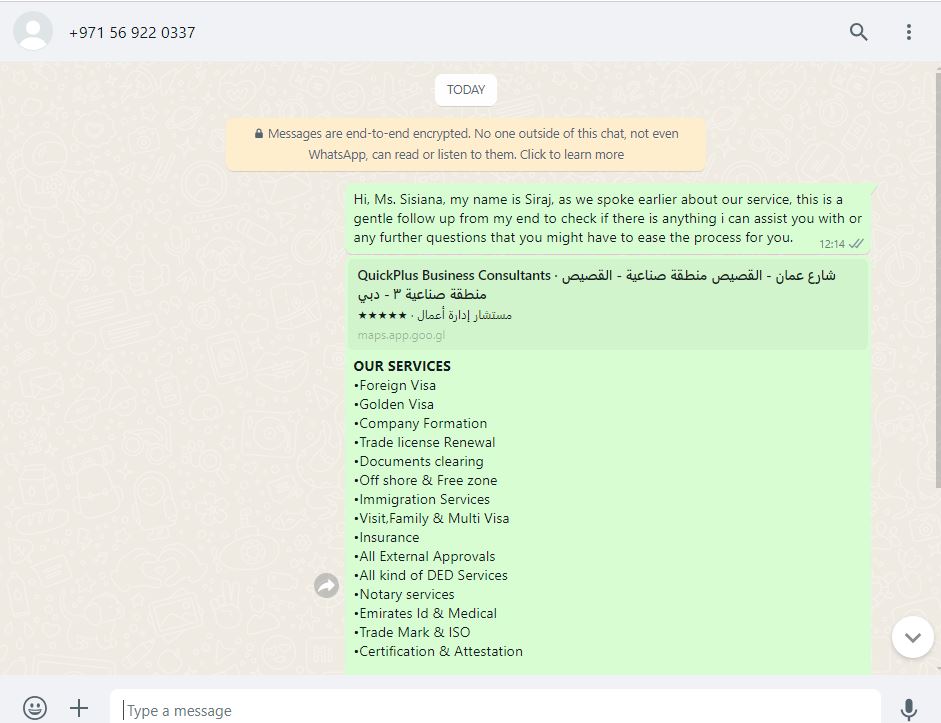 +971 56 922 0337
TODAY
Messages are end-to-end encrypted. No one outside of this chat, not even
WhatsApp, can read or listen to them. Click to learn more
Hi, Ms. Sisiana, my name is Siraj, as we spoke earlier about our service, this is a
gentle follow up from my end to check if there is anything i can assist you with or
any further questions that you might have to ease the process for you.
12:14
QuickPlus Business Consultants · شارع عمان - القصيص منطقة صناعية - القصيص
منطقة صناعية ٣ - دبي
★★★★★ · مستشار إدارة أعمال
maps.app.goo.gl
OUR SERVICES
•Foreign Visa
•Golden Visa
•Company Formation
•Trade license Renewal
•Documents clearing
•Off shore & Free zone
•Immigration Services
•Visit,Family & Multi Visa
•Insurance
•All External Approvals
•All kind of DED Services
•Notary services
•Emirates Id & Medical
•Trade Mark & ISO
•Certification & Attestation
Type a message